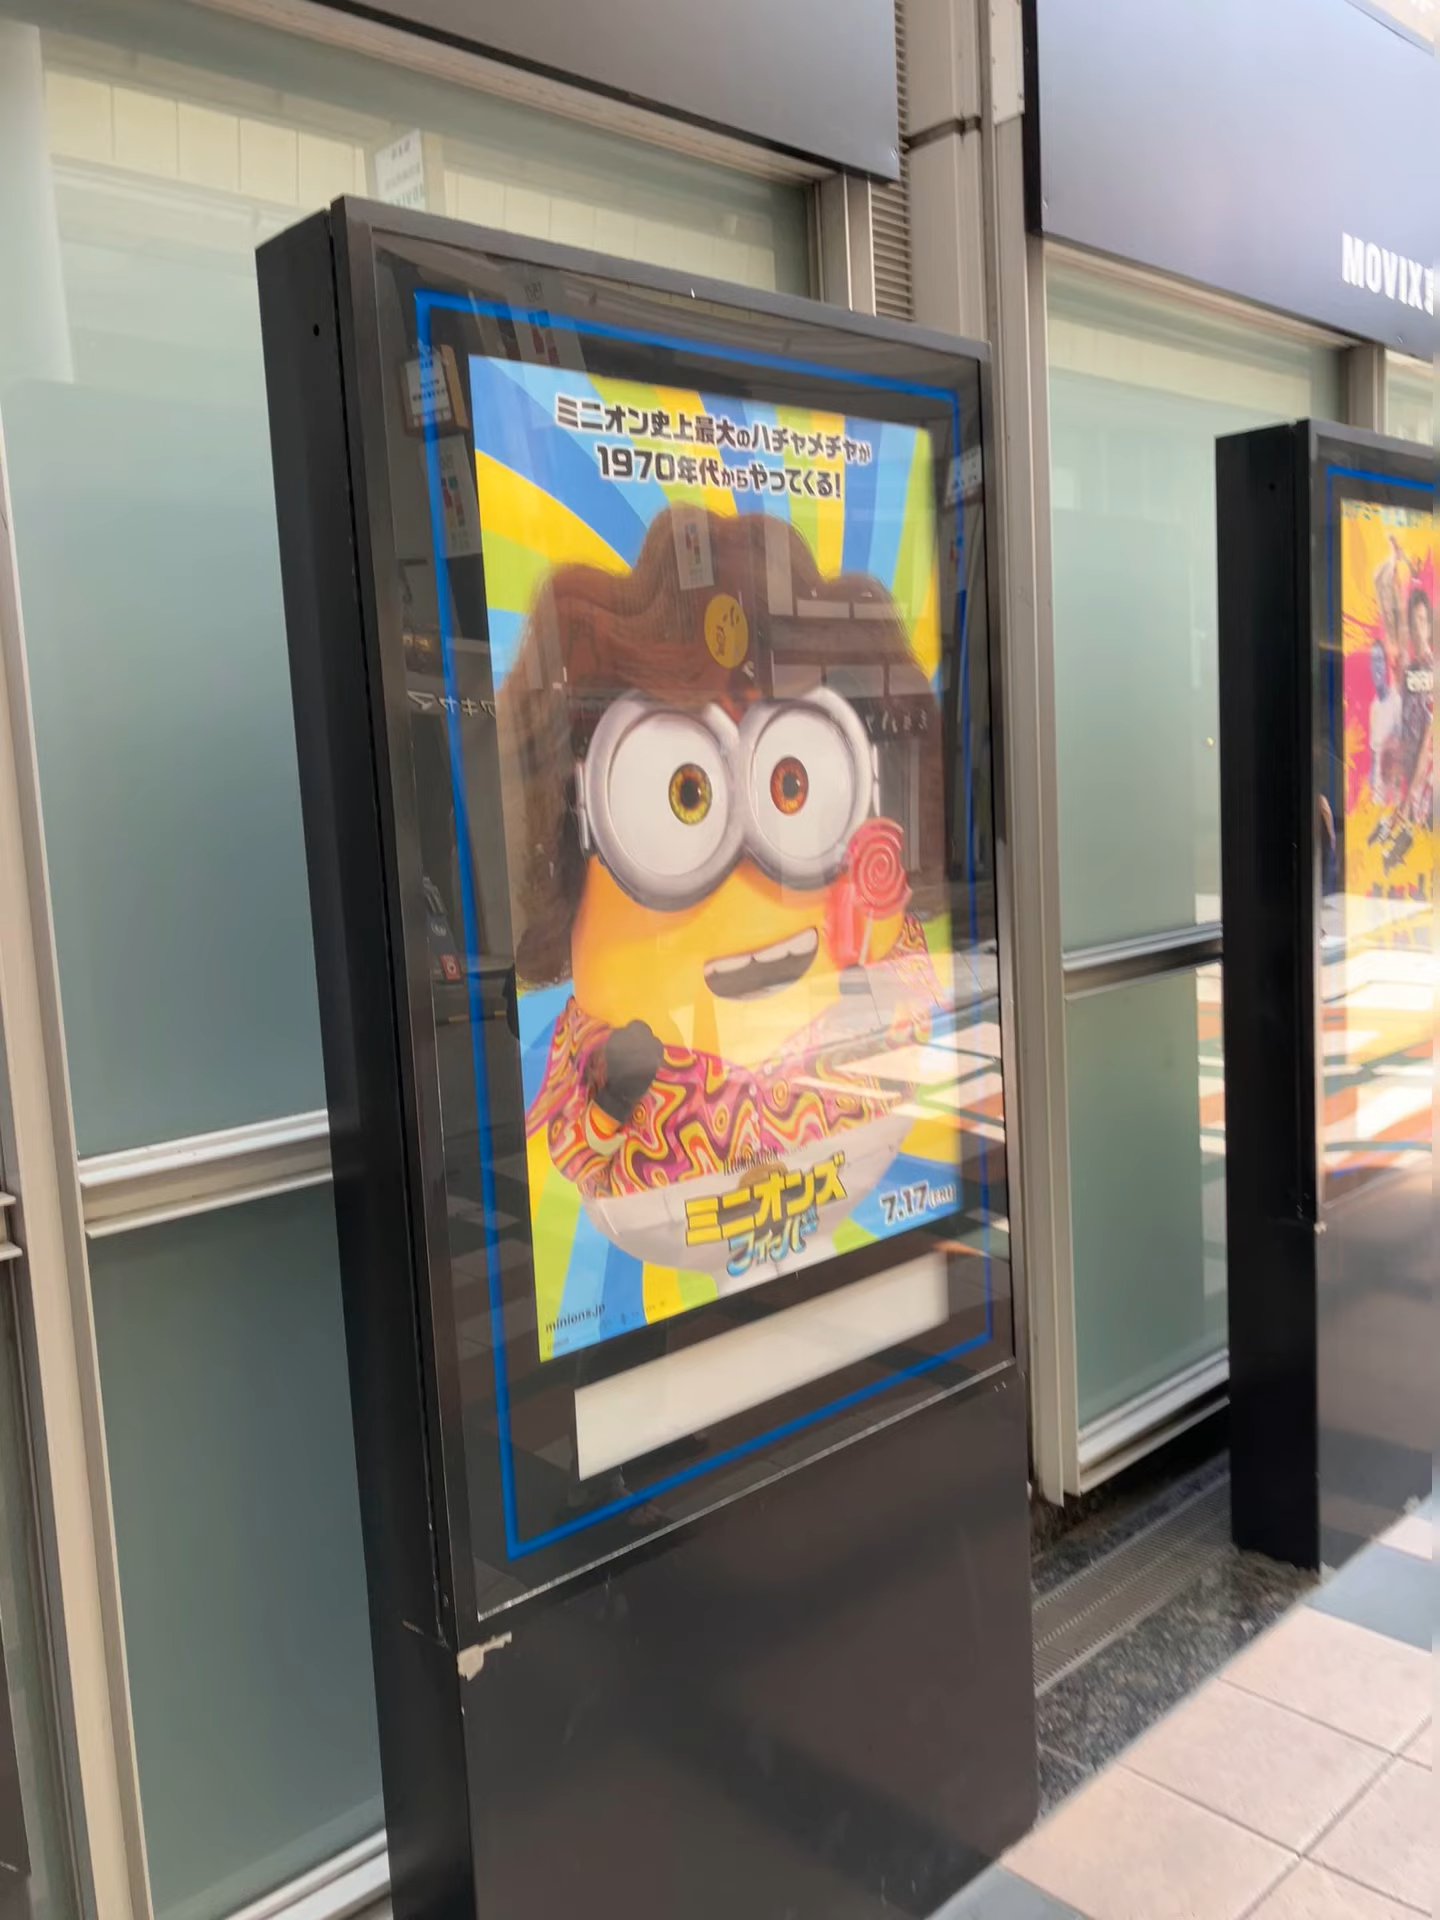 ミニオン史上最大のハチャメチャが
1970年代からやってくる!
ILLUMINATION
ミニオンズ
フィーバー
7.17
minions.jp
MOVIX